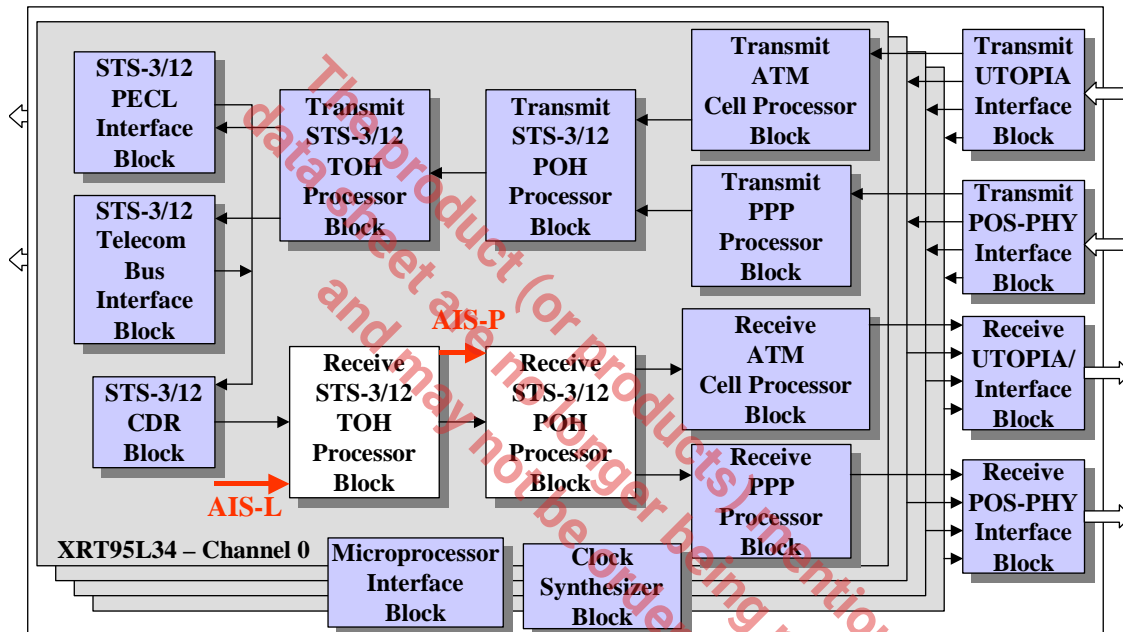 STS-3/12
PECL
Interface
Block
Transmit
STS-3/12
TOH
Processor
Block
Transmit
STS-3/12
POH
Processor
Block
Transmit
ATM
Cell Processor
Block
Transmit
UTOPIA
Interface
Block
STS-3/12
Telecom
Bus
Interface
Block
Transmit
PPP
Processor
Block
Transmit
POS-PHY
Interface
Block
AIS-P
STS-3/12
CDR
Block
Receive
STS-3/12
TOH
Processor
Block
Receive
STS-3/12
POH
Processor
Block
Receive
ATM
Cell Processor
Block
Receive
UTOPIA/
Interface
Block
AIS-L
Receive
PPP
Processor
Block
Receive
POS-PHY
Interface
Block
XRT95L34 – Channel 0
Microprocessor
Interface
Block
Clock
Synthesizer
Block
The product (or products) mention
data sheet are no longer being
and may not be order